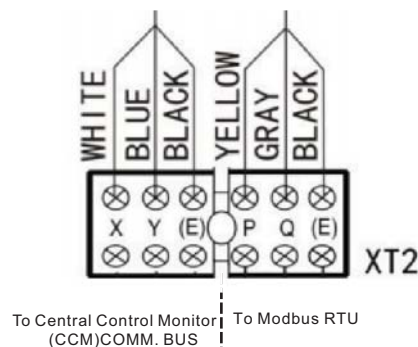 WHITE
BLUE
BLACK
YELLOW
GRAY
BLACK
X Y (E) P Q (E)
XT2
To Central Control Monitor
(CCM)COMM. BUS
To Modbus RTU